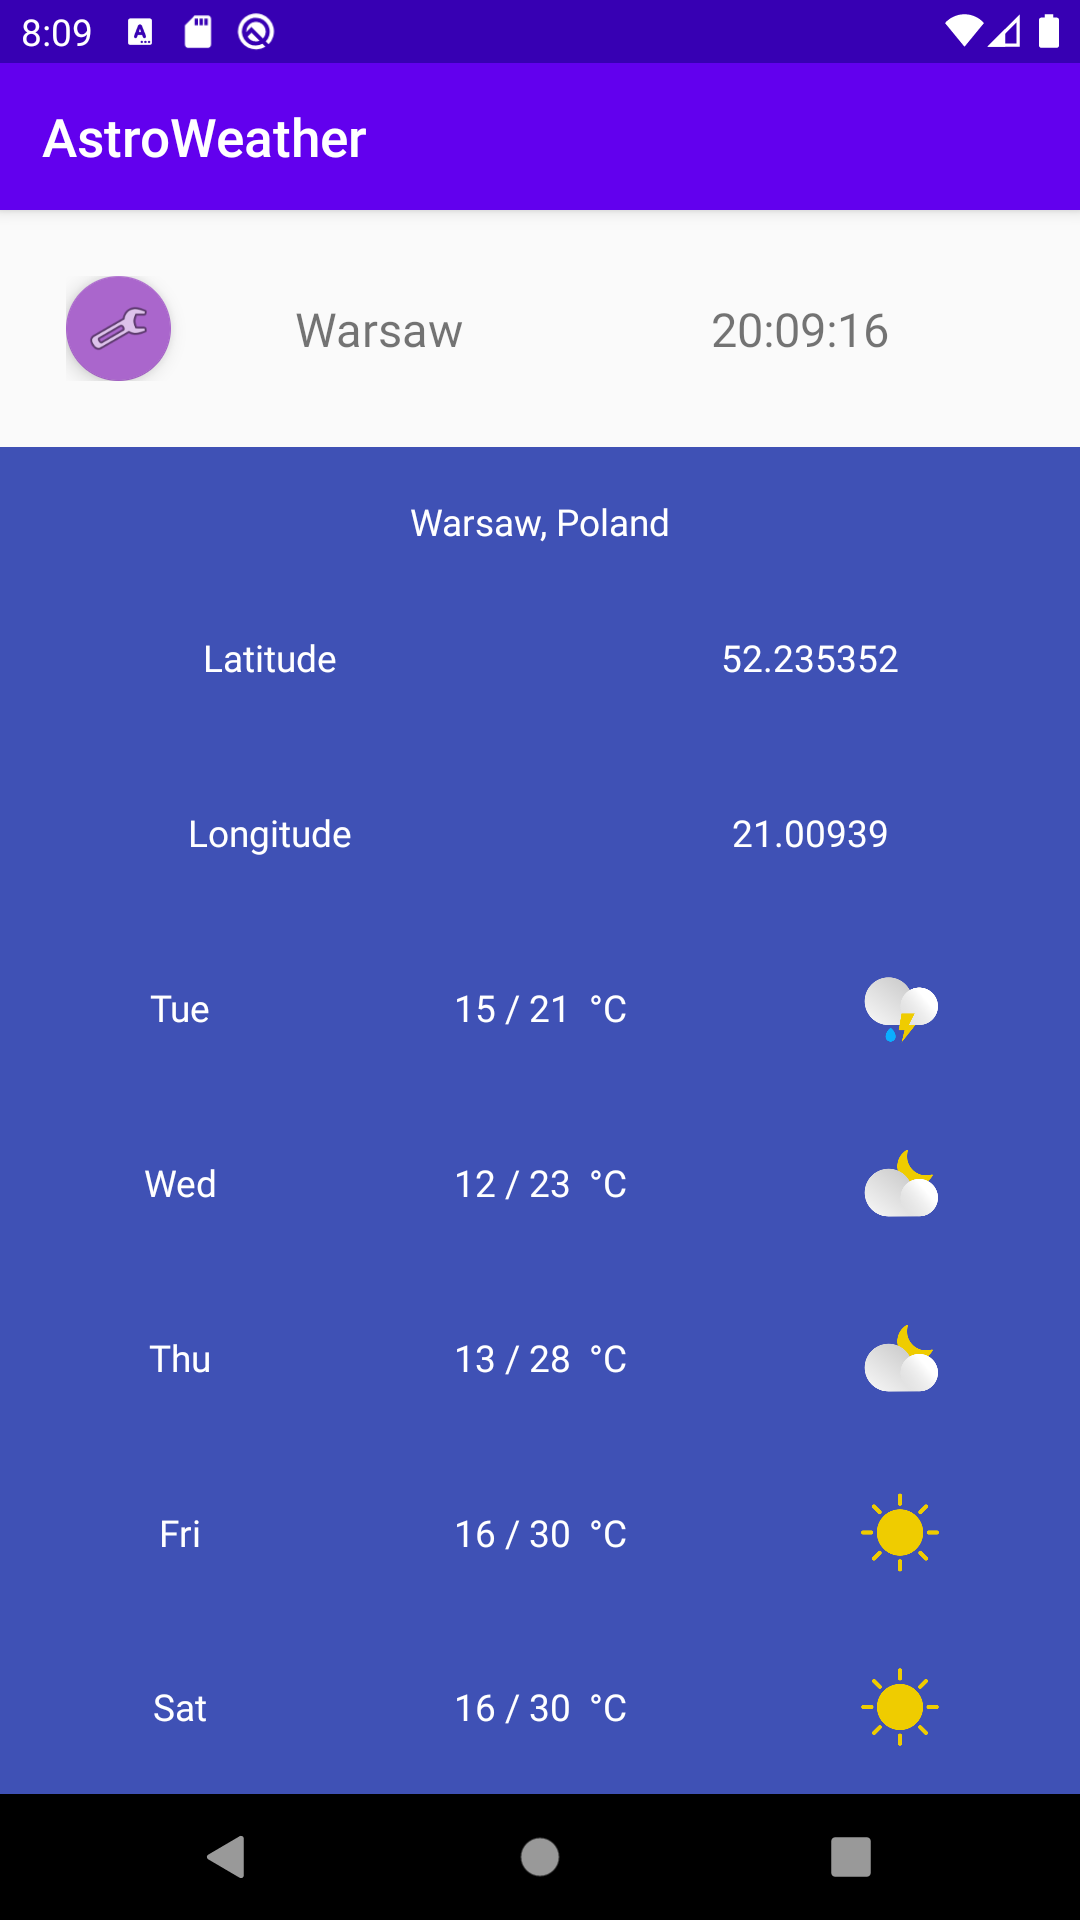 8:09
AstroWeather
Warsaw 20:09:16
Warsaw, Poland
Latitude 52.235352
Longitude 21.00939
Tue 15 / 21 °C
Wed 12 / 23 °C
Thu 13 / 28 °C
Fri 16 / 30 °C
Sat 16 / 30 °C